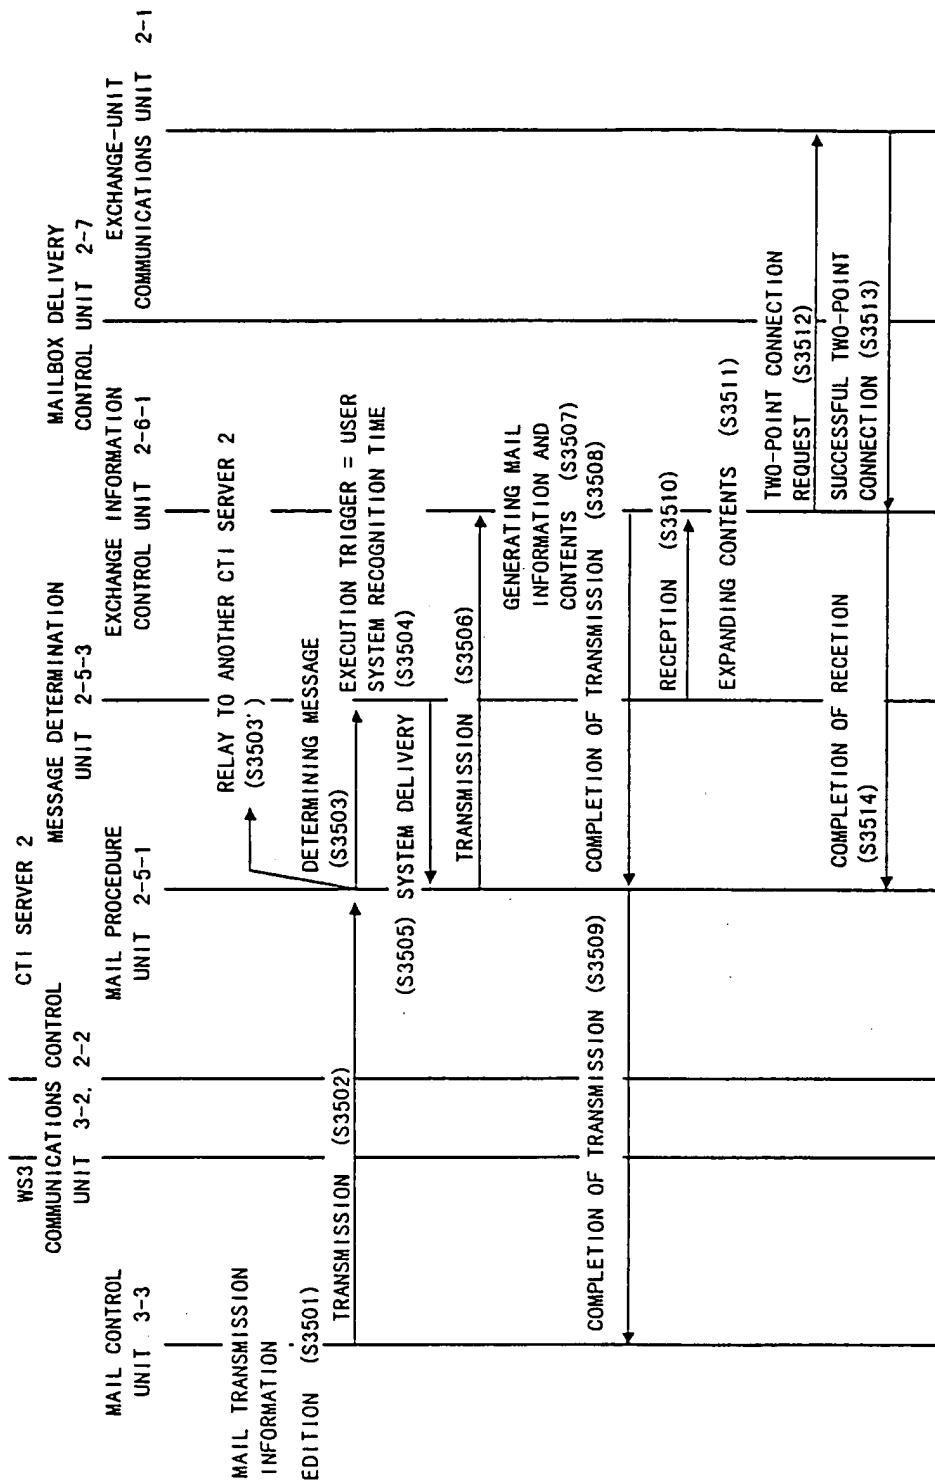 WS3
CTI SERVER 2
MAIL CONTROL
UNIT 3-3
COMMUNICATIONS CONTROL
UNIT 3-2, 2-2
MAIL PROCEDURE
UNIT 2-5-1
MESSAGE DETERMINATION
UNIT 2-5-3
EXCHANGE INFORMATION
CONTROL UNIT 2-6-1
MAILBOX DELIVERY
CONTROL UNIT 2-7
EXCHANGE-UNIT
COMMUNICATIONS UNIT 2-1
MAIL TRANSMISSION
INFORMATION
EDITION (S3501)
TRANSMISSION (S3502)
RELAY TO ANOTHER CTI SERVER 2
(S3503')
DETERMINING MESSAGE
(S3503)
EXECUTION TRIGGER = USER
SYSTEM RECOGNITION TIME
(S3504)
(S3505) SYSTEM DELIVERY
TRANSMISSION (S3506)
GENERATING MAIL
INFORMATION AND
CONTENTS (S3507)
COMPLETION OF TRANSMISSION (S3508)
COMPLETION OF TRANSMISSION (S3509)
RECEPTION (S3510)
EXPANDING CONTENTS (S3511)
TWO-POINT CONNECTION
REQUEST (S3512)
SUCCESSFUL TWO-POINT
CONNECTION (S3513)
COMPLETION OF RECETION
(S3514)